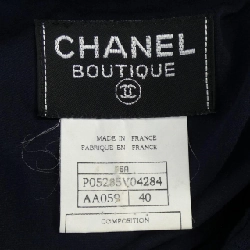 CHANEL
BOUTIQUE
MADE IN FRANCE
FABRIQUE EN FRANCE
P05285V04284
AA059 40
COMPOSITION